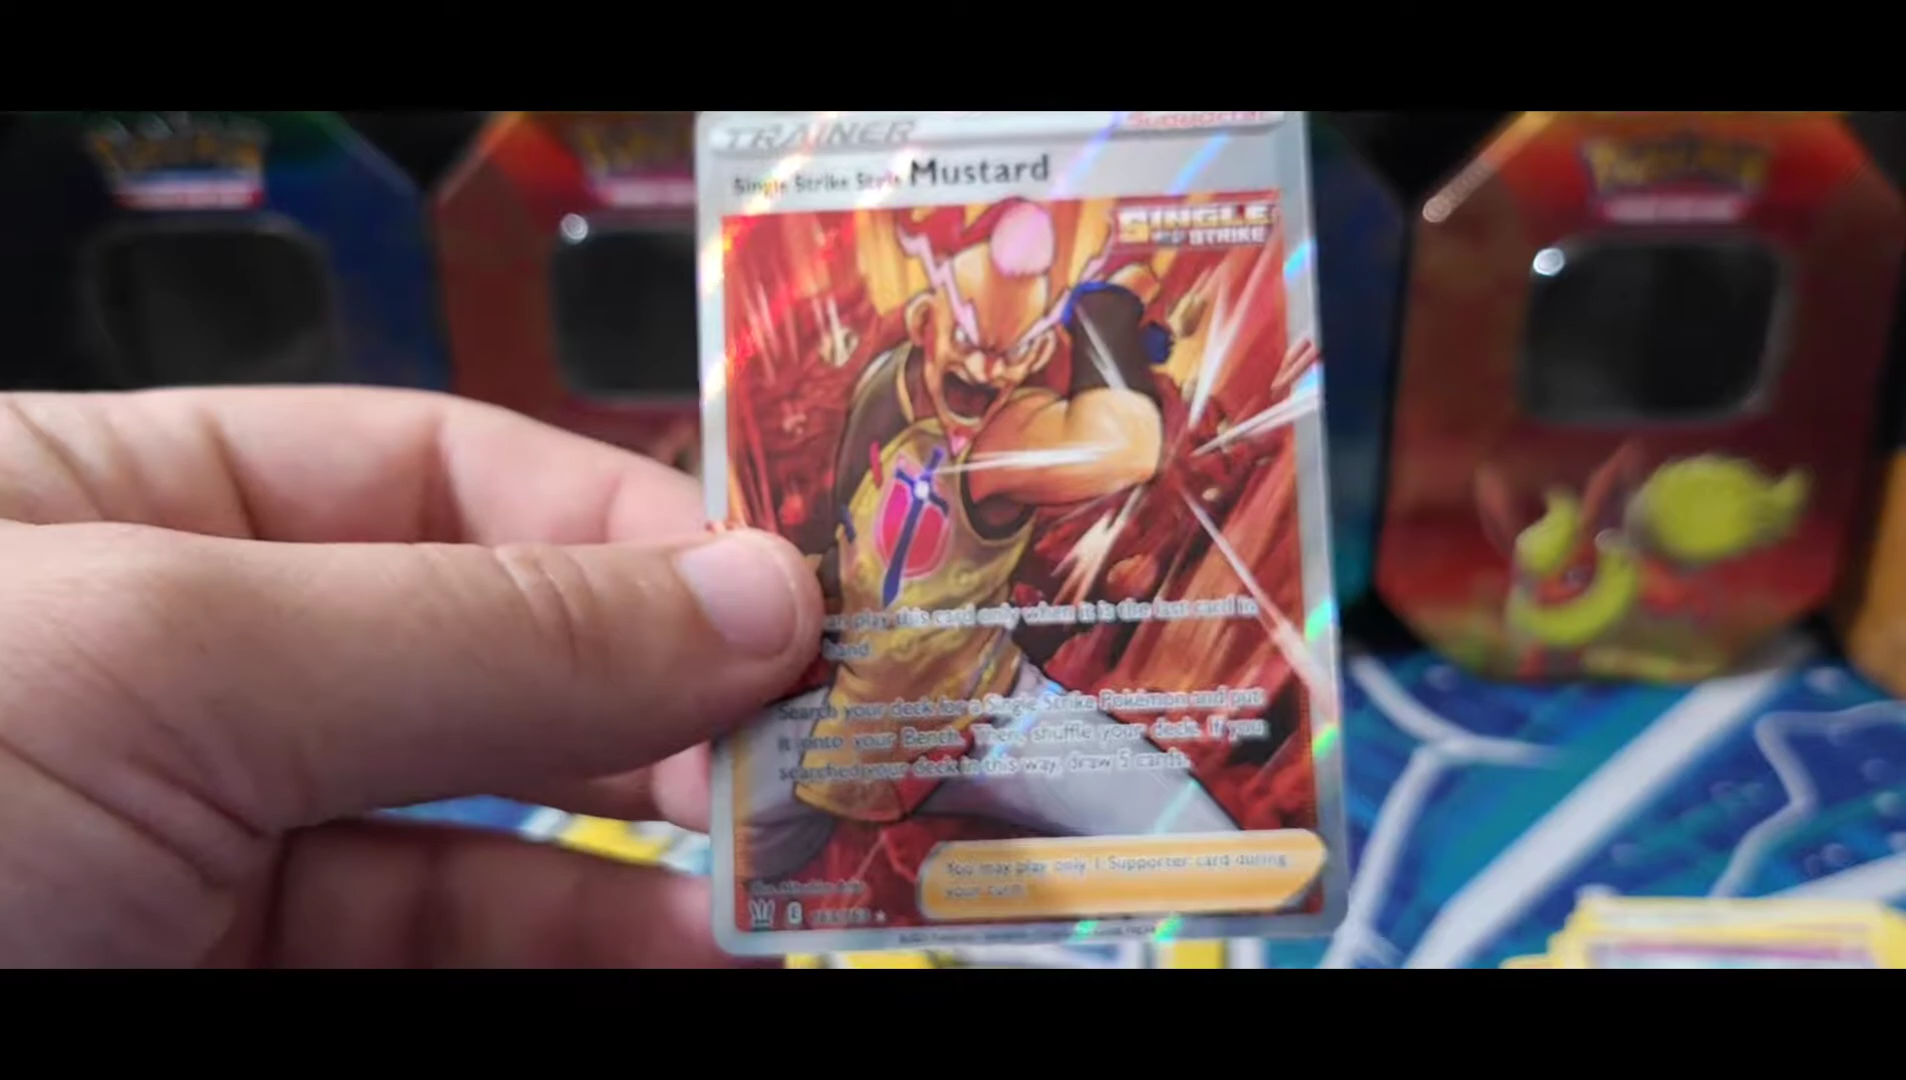 TRAINER Supporter
Single Strike Style Mustard
SINGLE
STRIKE
play this card only when it is the last card in
hand
Search your deck for a Single Strike Pokémon and put
it onto your Bench. Then, shuffle your deck. If you
searched your deck in this way, draw 5 cards.
You may play only 1 Supporter card during
your turn.
E 163/163